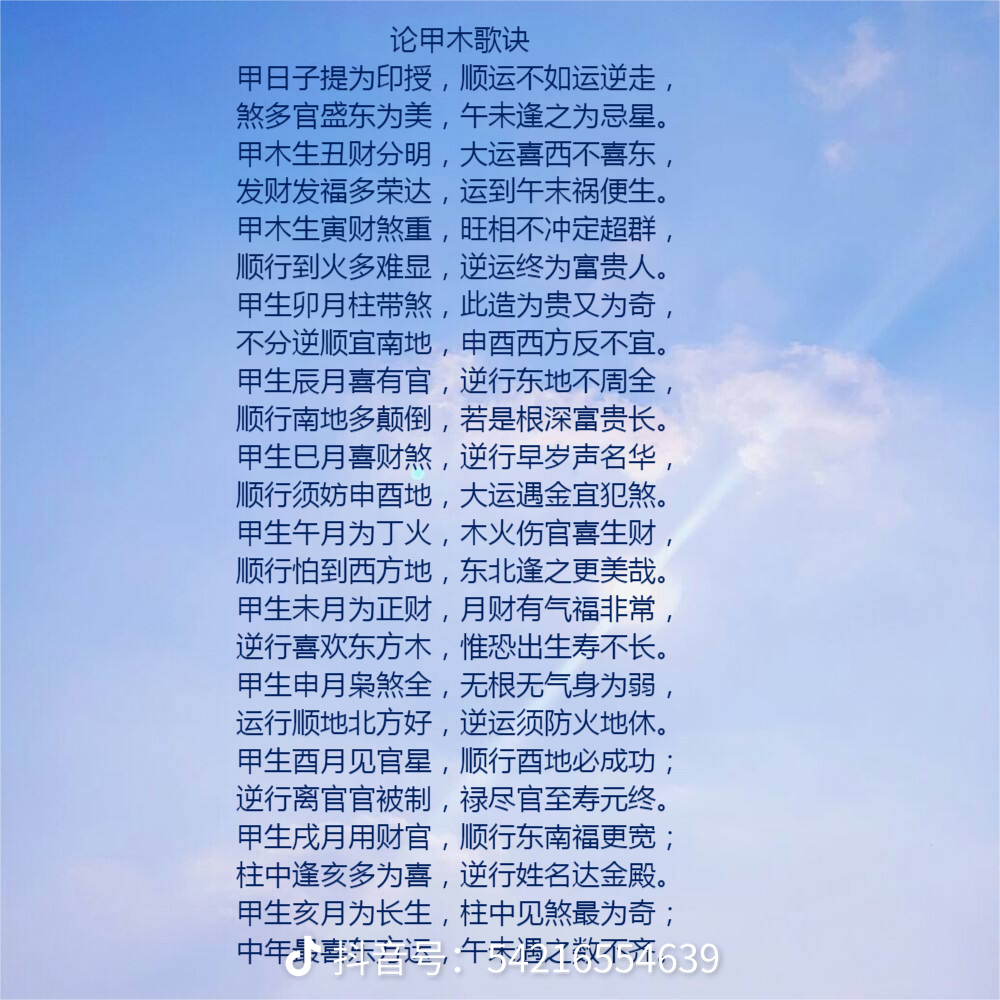 论甲木歌诀
甲日子提为印授，顺运不如运逆走，
煞多官盛东为美，午未逢之为忌星。
甲木生丑财分明，大运喜西不喜东，
发财发福多荣达，运到午末祸便生。
甲木生寅财煞重，旺相不冲定超群，
顺行到火多难显，逆运终为富贵人。
甲生卯月柱带煞，此造为贵又为奇，
不分逆顺宜南地，申酉西方反不宜。
甲生辰月喜有官，逆行东地不周全，
顺行南地多颠倒，若是根深富贵长。
甲生巳月喜财煞，逆行早岁声名华，
顺行须妨申酉地，大运遇金宜犯煞。
甲生午月为丁火，木火伤官喜生财，
顺行怕到西方地，东北逢之更美哉。
甲生未月为正财，月财有气福非常，
逆行喜欢东方木，惟恐出生寿不长。
甲生申月枭煞全，无根无气身为弱，
运行顺地北方好，逆运须防火地休。
甲生酉月见官星，顺行酉地必成功；
逆行离官官被制，禄尽官至寿元终。
甲生戌月用财官，顺行东南福更宽；
柱中逢亥多为喜，逆行姓名达金殿。
甲生亥月为长生，柱中见煞最为奇；
中年最喜东方运，午未遇之数不齐。
抖音号：54216554639